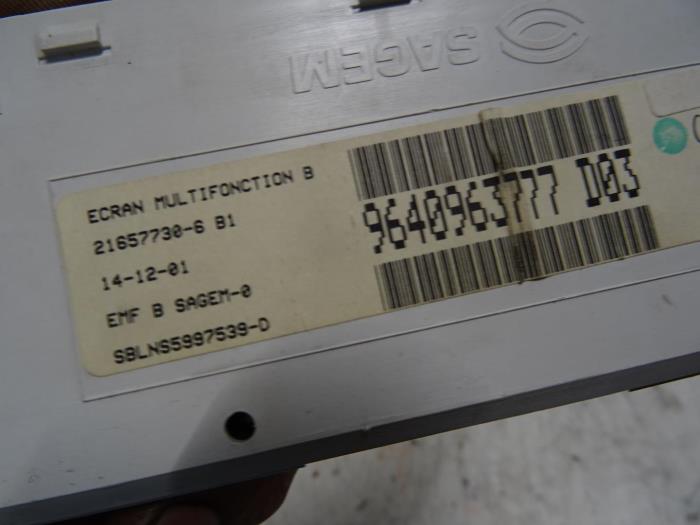 SAGEM
ECRAN MULTIFONCTION B
21657730-6 B1
14-12-01
EMF B SAGEM-0
SBLNS5997539-D
9640963777 D03